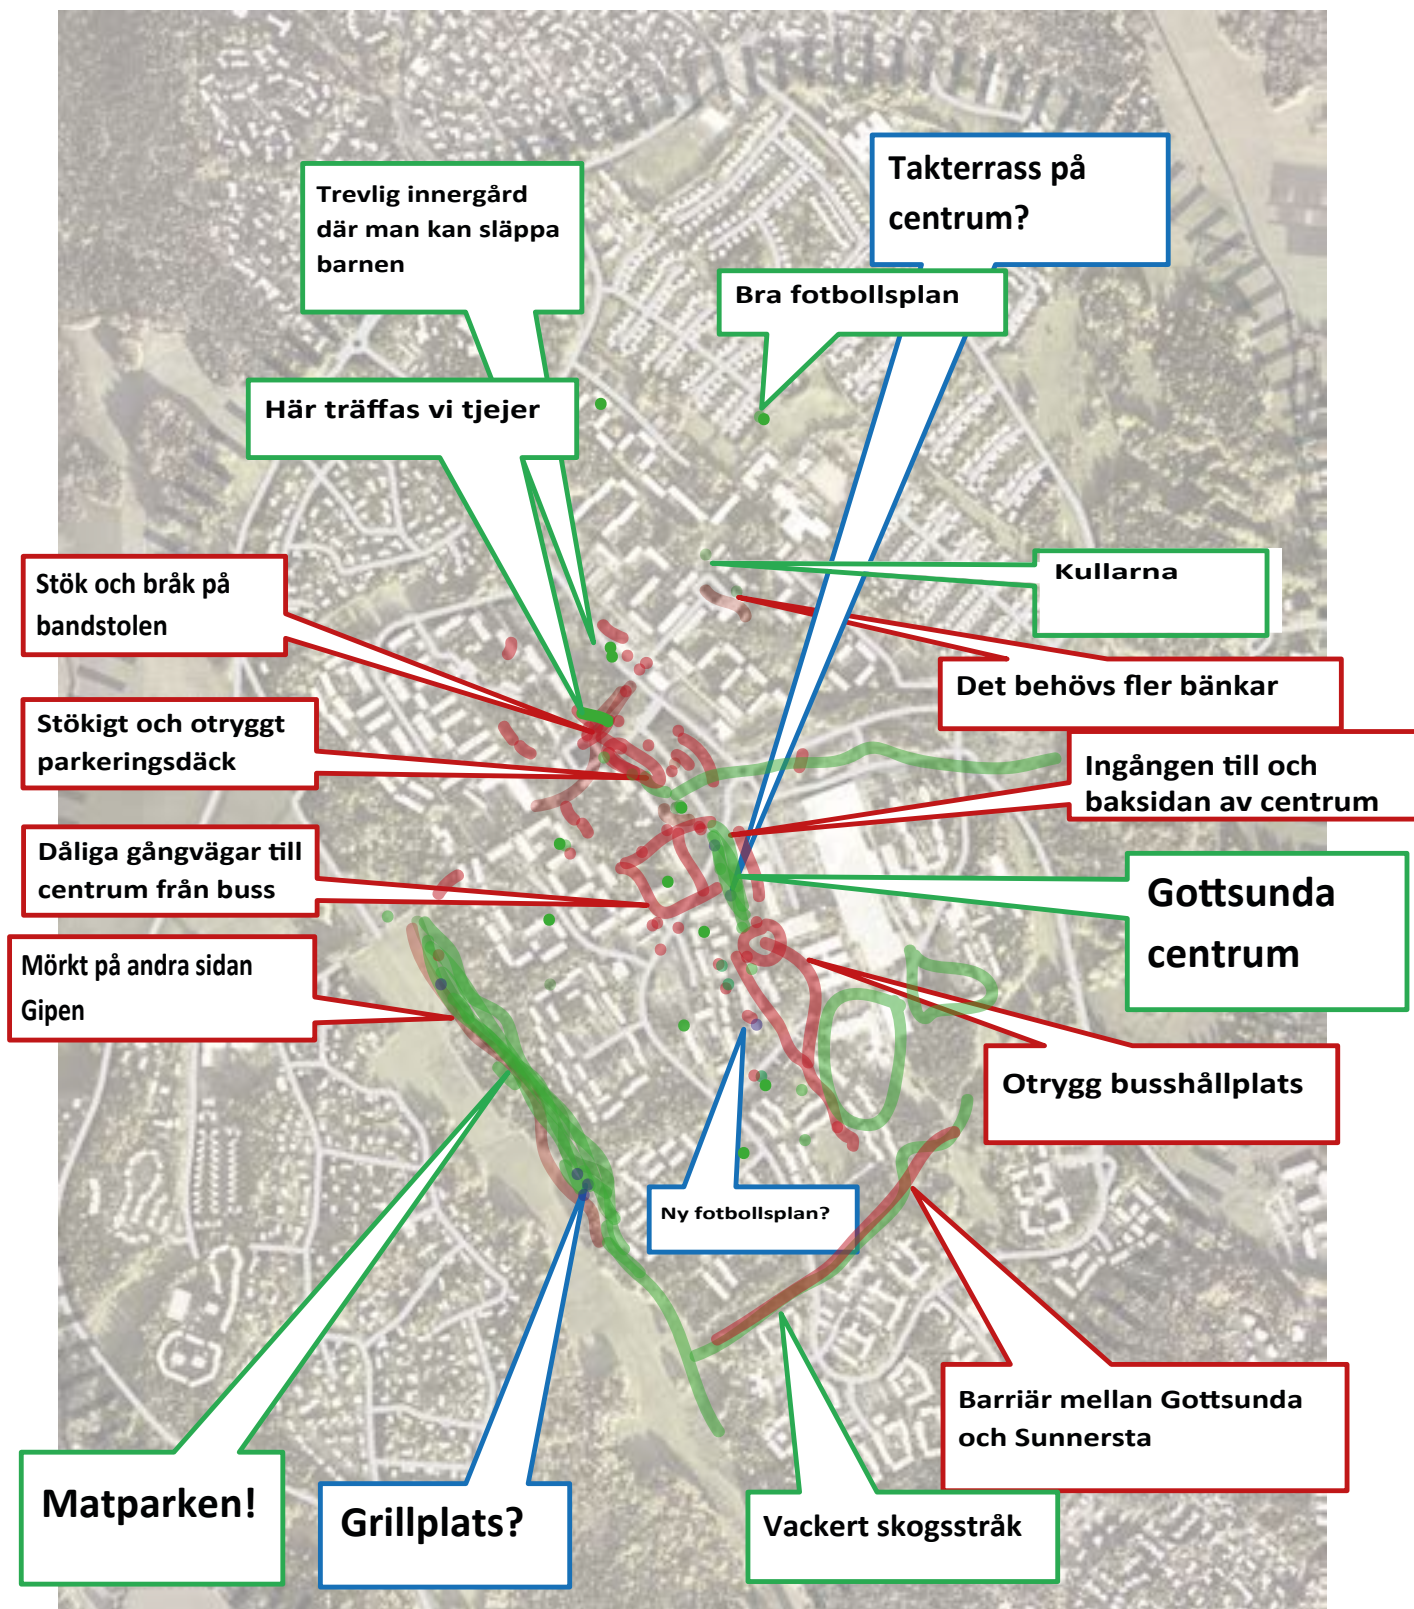 Takterrass på
centrum?
Trevlig innergård
där man kan släppa
barnen
Bra fotbollsplan
Här träffas vi tjejer
Kullarna
Stök och bråk på
bandstolen
Det behövs fler bänkar
Stökigt och otryggt
parkeringsdäck
Ingången till och
baksidan av centrum
Dåliga gångvägar till
centrum från buss
Gottsunda
centrum
Mörkt på andra sidan
Gipen
Otrygg busshållplats
Ny fotbollsplan?
Barriär mellan Gottsunda
och Sunnersta
Matparken!
Grillplats?
Vackert skogsstråk